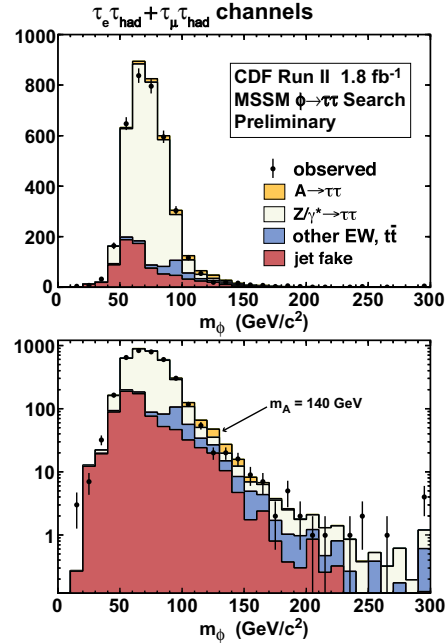 τeτhad + τμτhad channels
CDF Run II 1.8 fb-1
MSSM ϕ→ττ Search
Preliminary
observed
A→ττ
Z/γ*→ττ
other EW, tt̄
jet fake
1000
800
600
400
200
0
0 50 100 150 200 250 300
mϕ (GeV/c2)
1000
100
10
1
mA = 140 GeV
0 50 100 150 200 250 300
mϕ (GeV/c2)